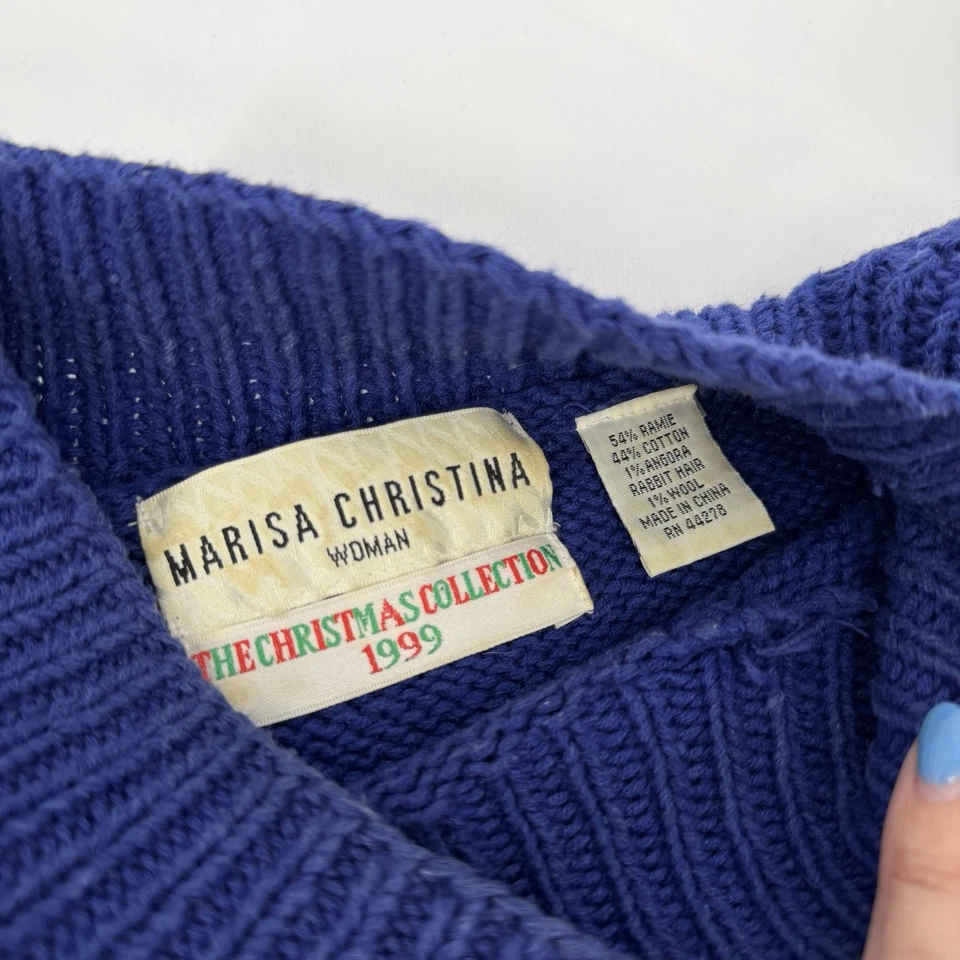 MARISA CHRISTINA
WOMAN
THE CHRISTMAS COLLECTION
1999
54% RAMIE
44% COTTON
1% ANGORA
RABBIT HAIR
1% WOOL
MADE IN CHINA
RN 44278